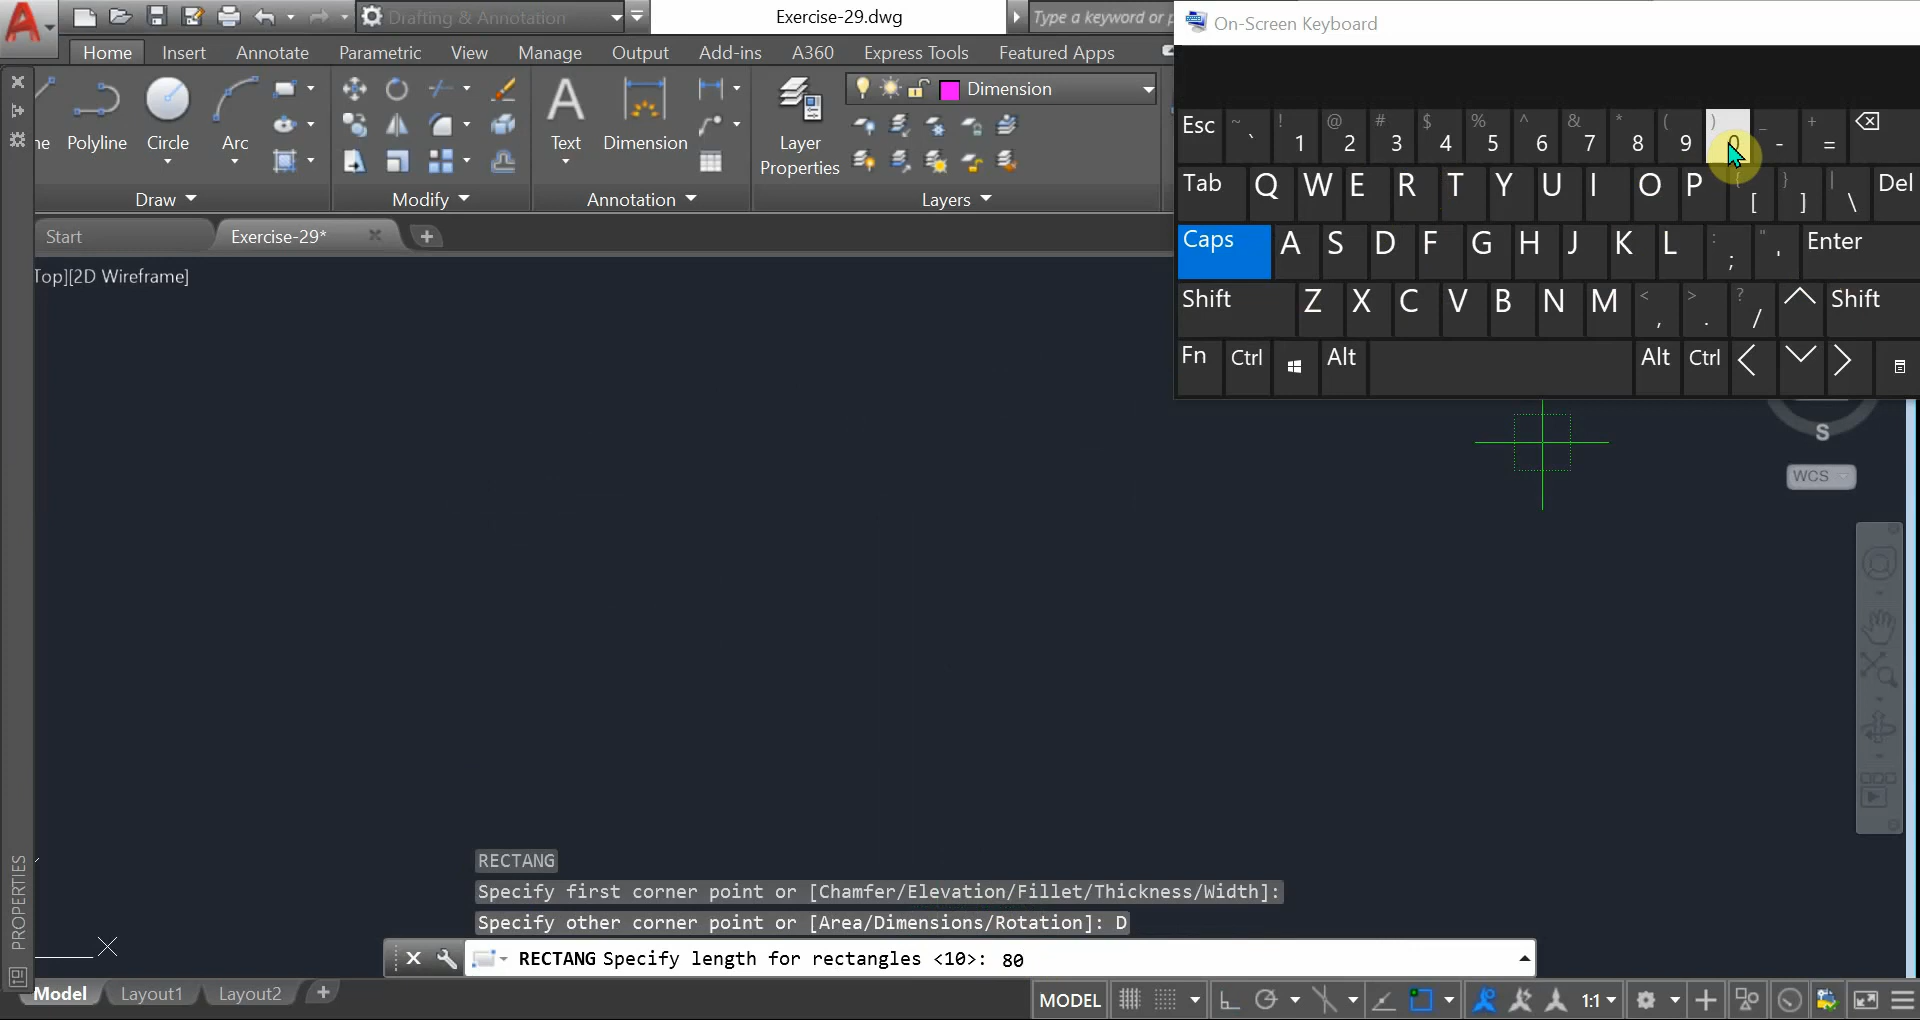 A
Drafting & Annotation
Exercise-29.dwg
Type a keyword or p
On-Screen Keyboard
Home Insert Annotate Parametric View Manage Output Add-ins A360 Express Tools Featured Apps
ne Polyline Circle Arc
Draw
Modify
Text Dimension
Annotation
Layer
Properties
Dimension
Layers
Start Exercise-29* +
Top][2D Wireframe]
Esc ~ ` ! 1 @ 2 # 3 $ 4 % 5 ^ 6 & 7 * 8 ( 9 ) 0 _ - + =
Tab Q W E R T Y U I O P { [ } ] | \ Del
Caps A S D F G H J K L : ; " ' Enter
Shift Z X C V B N M < , > . ? / Shift
Fn Ctrl Alt Alt Ctrl
S
WCS
PROPERTIES
RECTANG
Specify first corner point or [Chamfer/Elevation/Fillet/Thickness/Width]:
Specify other corner point or [Area/Dimensions/Rotation]: D
RECTANG Specify length for rectangles <10>: 80
Model Layout1 Layout2 +
MODEL 1:1